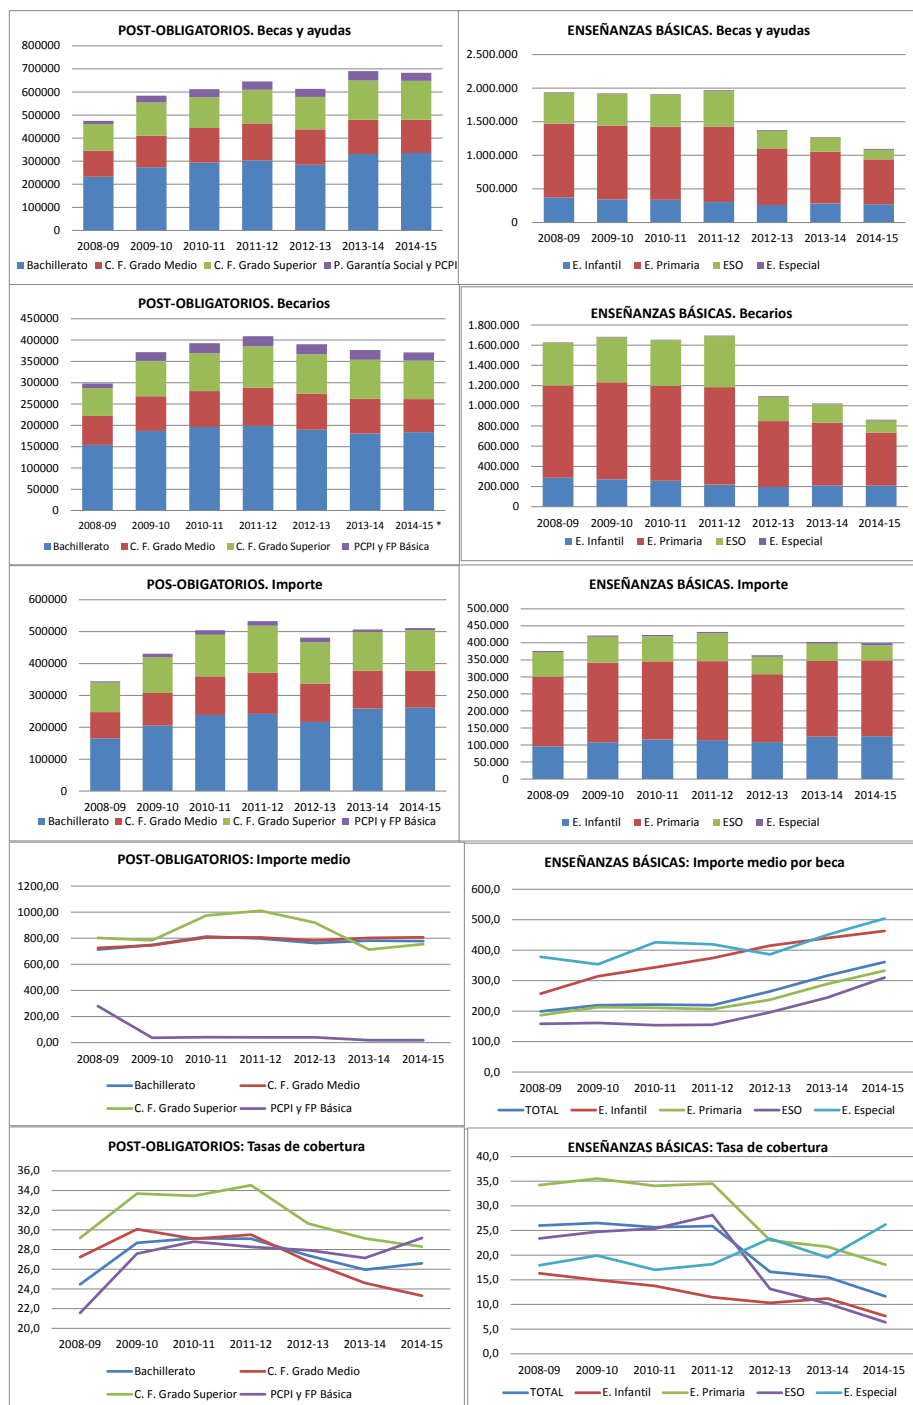 POST-OBLIGATORIOS. Becas y ayudas
800000
700000
600000
500000
400000
300000
200000
100000
0
2008-09 2009-10 2010-11 2011-12 2012-13 2013-14 2014-15
Bachillerato C. F. Grado Medio C. F. Grado Superior P. Garantía Social y PCPI
ENSEÑANZAS BÁSICAS. Becas y ayudas
2.500.000
2.000.000
1.500.000
1.000.000
500.000
0
2008-09 2009-10 2010-11 2011-12 2012-13 2013-14 2014-15
E. Infantil E. Primaria ESO E. Especial
POST-OBLIGATORIOS. Becarios
450000
400000
350000
300000
250000
200000
150000
100000
50000
0
2008-09 2009-10 2010-11 2011-12 2012-13 2013-14 2014-15 *
Bachillerato C. F. Grado Medio C. F. Grado Superior PCPI y FP Básica
ENSEÑANZAS BÁSICAS. Becarios
1.800.000
1.600.000
1.400.000
1.200.000
1.000.000
800.000
600.000
400.000
200.000
0
2008-09 2009-10 2010-11 2011-12 2012-13 2013-14 2014-15
E. Infantil E. Primaria ESO E. Especial
POS-OBIGATORIOS. Importe
600000
500000
400000
300000
200000
100000
0
2008-09 2009-10 2010-11 2011-12 2012-13 2013-14 2014-15
Bachillerato C. F. Grado Medio C. F. Grado Superior PCPI y FP Básica
ENSEÑANZAS BÁSICAS. Importe
500.000
450.000
400.000
350.000
300.000
250.000
200.000
150.000
100.000
50.000
0
2008-09 2009-10 2010-11 2011-12 2012-13 2013-14 2014-15
E. Infantil E. Primaria ESO E. Especial
POST-OBLIGATORIOS: Importe medio
1200,00
1000,00
800,00
600,00
400,00
200,00
0,00
2008-09 2009-10 2010-11 2011-12 2012-13 2013-14 2014-15
Bachillerato C. F. Grado Medio
C. F. Grado Superior PCPI y FP Básica
ENSEÑANZAS BÁSICAS: Importe medio por beca
600,0
500,0
400,0
300,0
200,0
100,0
0,0
2008-09 2009-10 2010-11 2011-12 2012-13 2013-14 2014-15
TOTAL E. Infantil E. Primaria ESO E. Especial
POST-OBLIGATORIOS: Tasas de cobertura
36,0
34,0
32,0
30,0
28,0
26,0
24,0
22,0
20,0
2008-09 2009-10 2010-11 2011-12 2012-13 2013-14 2014-15
Bachillerato C. F. Grado Medio
C. F. Grado Superior PCPI y FP Básica
ENSEÑANZAS BÁSICAS: Tasa de cobertura
40,0
35,0
30,0
25,0
20,0
15,0
10,0
5,0
0,0
2008-09 2009-10 2010-11 2011-12 2012-13 2013-14 2014-15
TOTAL E. Infantil E. Primaria ESO E. Especial